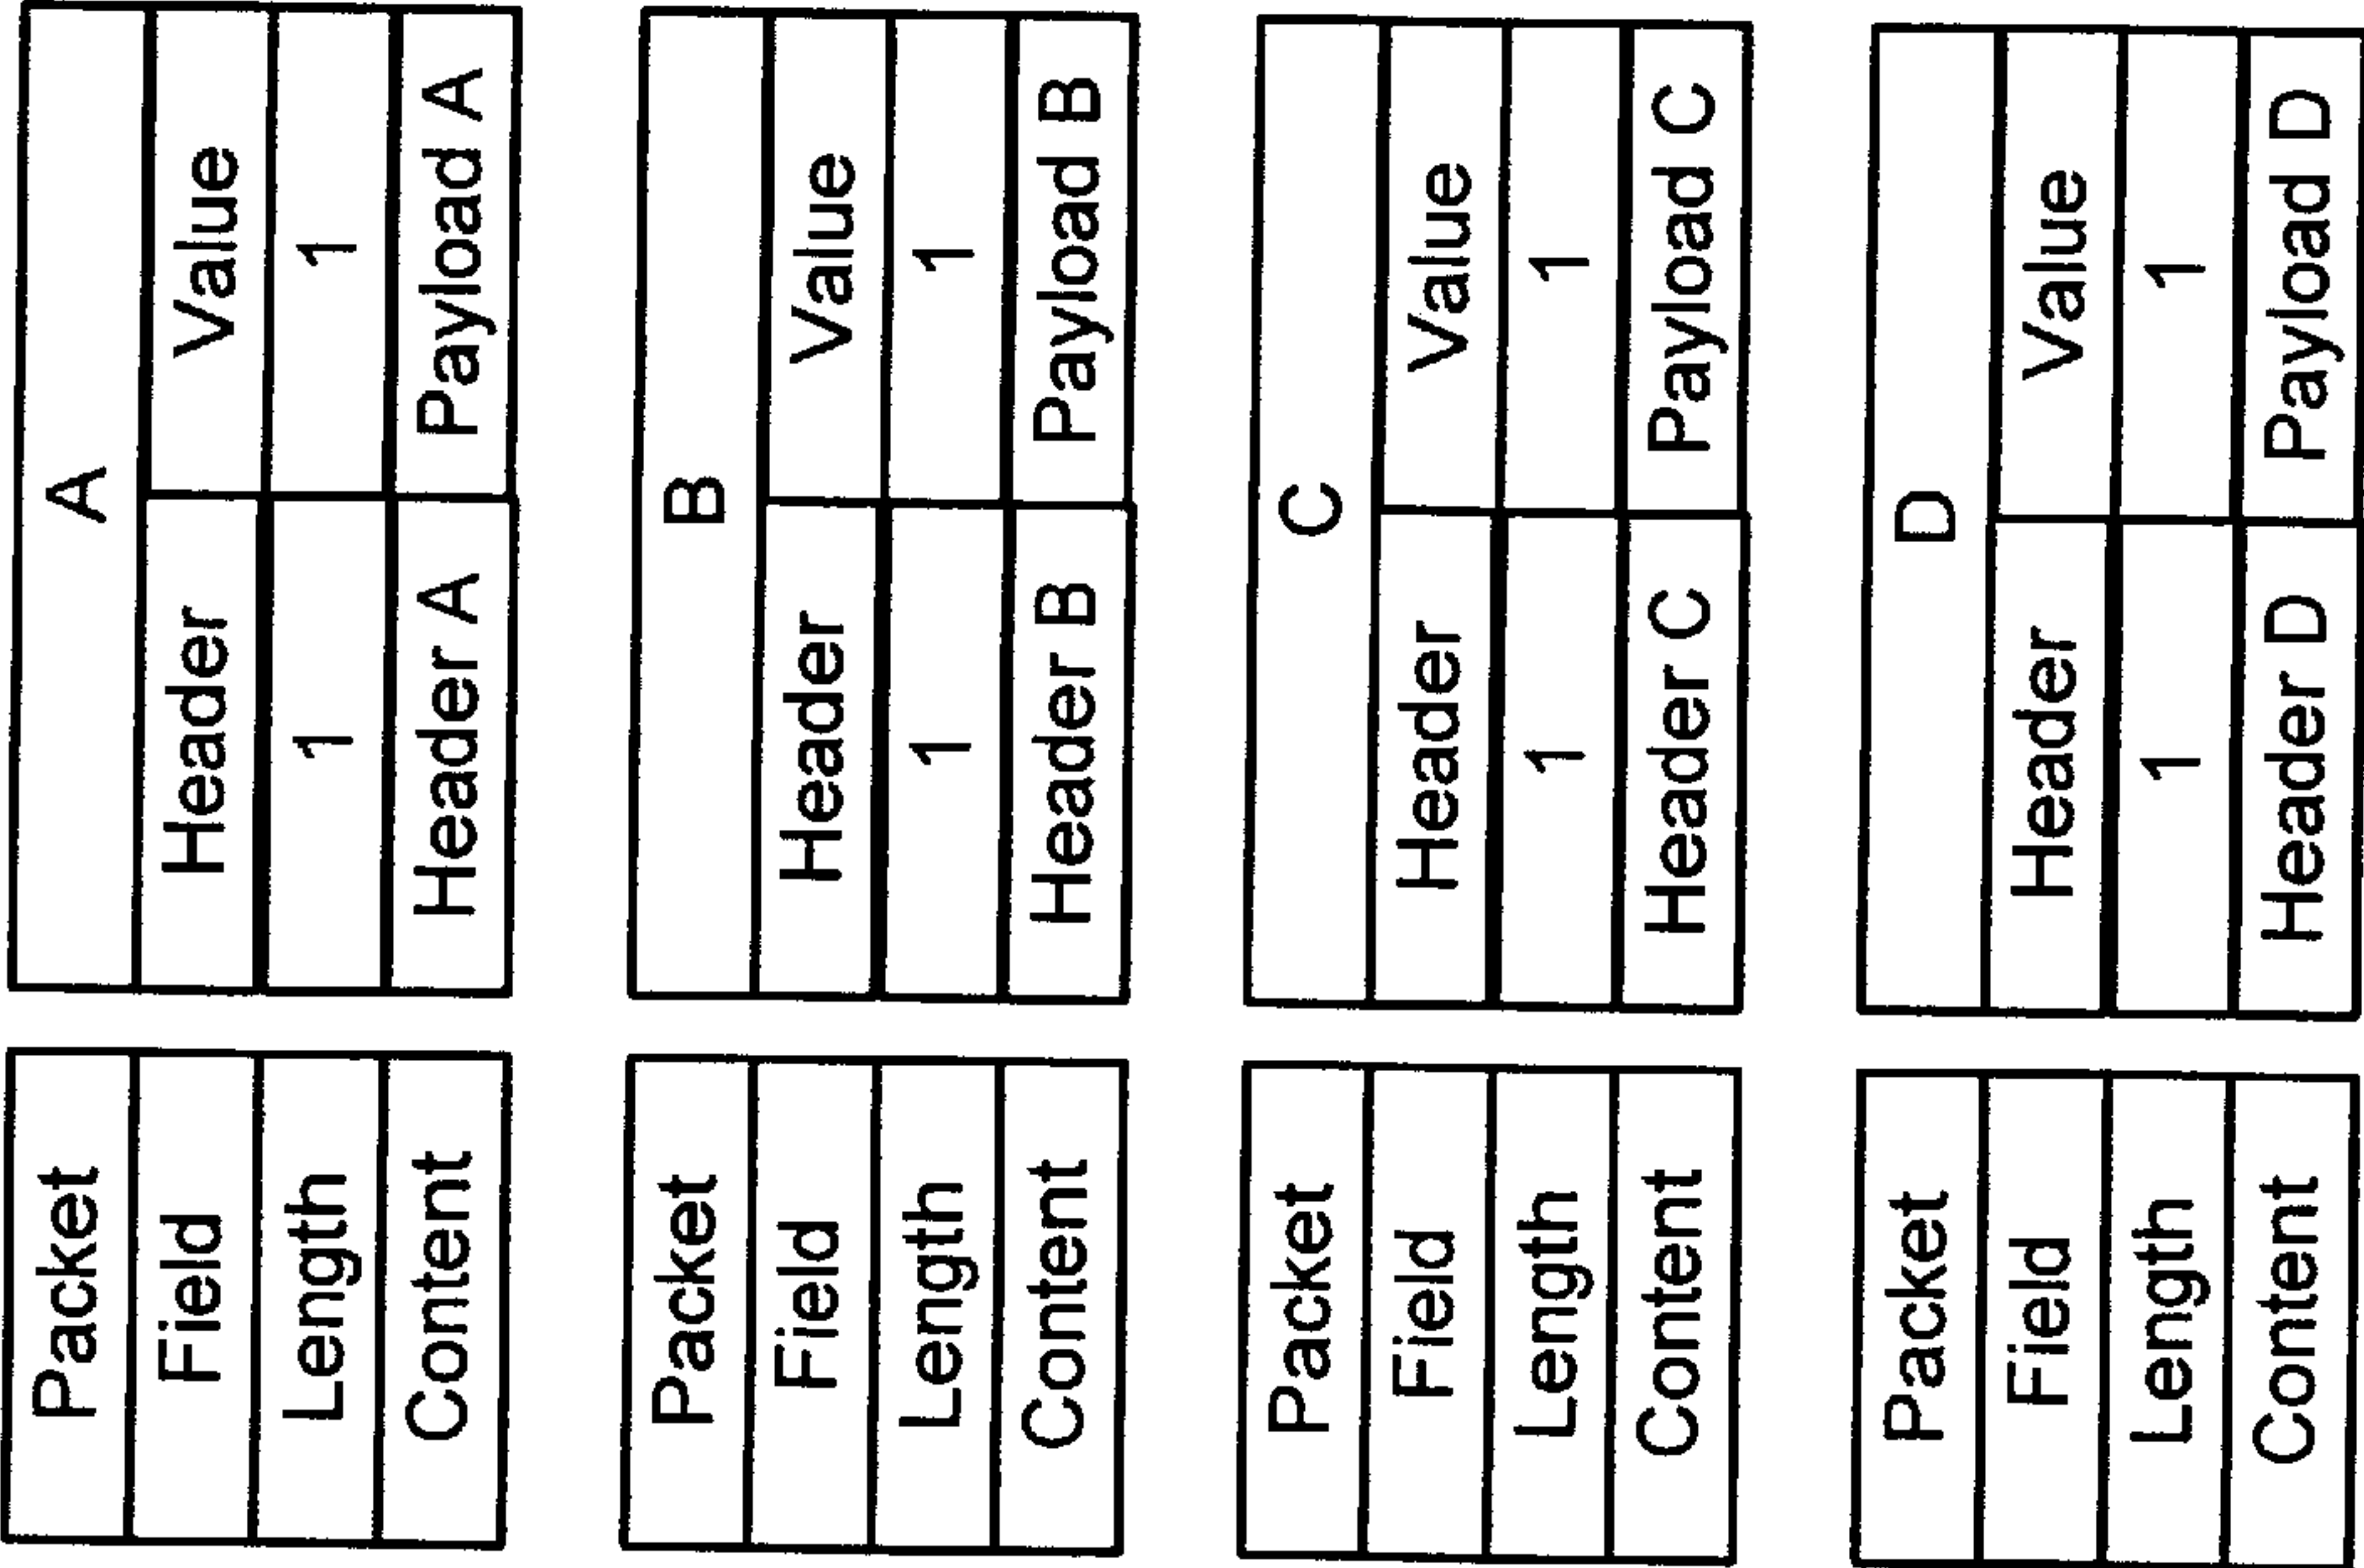 Packet A
Field Header Value
Length 1 1
Content Header A Payload A
Packet B
Field Header Value
Length 1 1
Content Header B Payload B
Packet C
Field Header Value
Length 1 1
Content Header C Payload C
Packet D
Field Header Value
Length 1 1
Content Header D Payload D